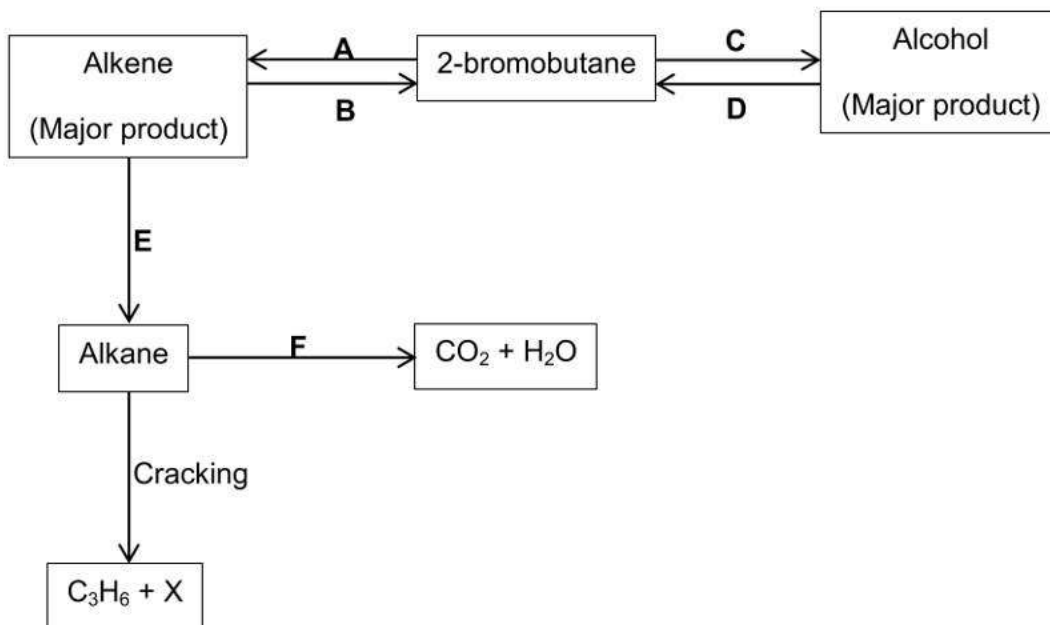 Alkene
(Major product)
A
B
2-bromobutane
C
D
Alcohol
(Major product)
E
Alkane
F
CO₂ + H₂O
Cracking
C₃H₆ + X